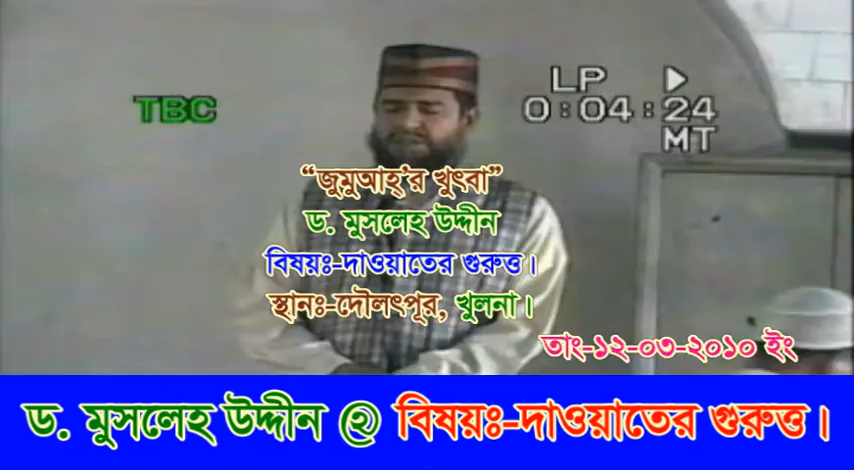 LP ▶
TBC 0:04:24
MT
“জুমুআহ্’র খুৎবা”
ড. মুসলেহ উদ্দীন
বিষয়ঃ-দাওয়াতের গুরুত্ত।
স্থানঃ-দৌলৎপূর, খুলনা।
তাং-১২-০৩-২০১০ ইং
ড. মুসলেহ উদ্দীন ২ বিষয়ঃ-দাওয়াতের গুরুত্ত।